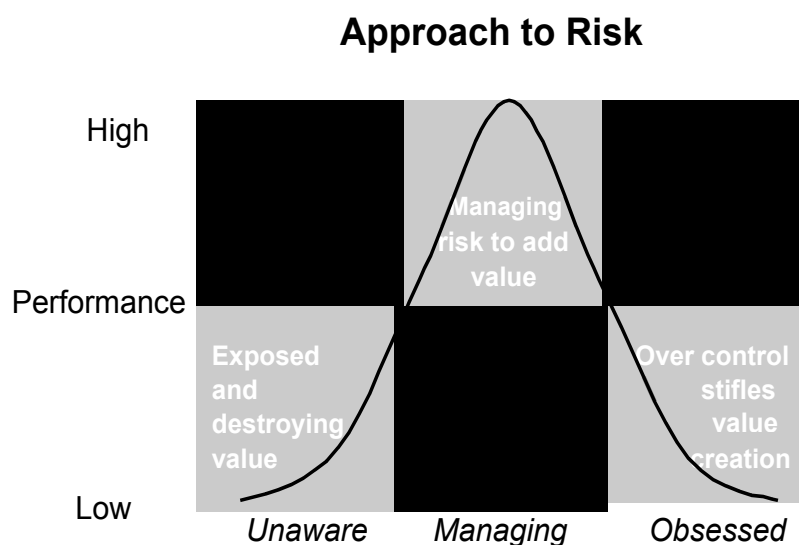 Approach to Risk
High
Managing
risk to add
value
Performance
Exposed
and
destroying
value
Over control
stifles
value
creation
Low
Unaware
Managing
Obsessed